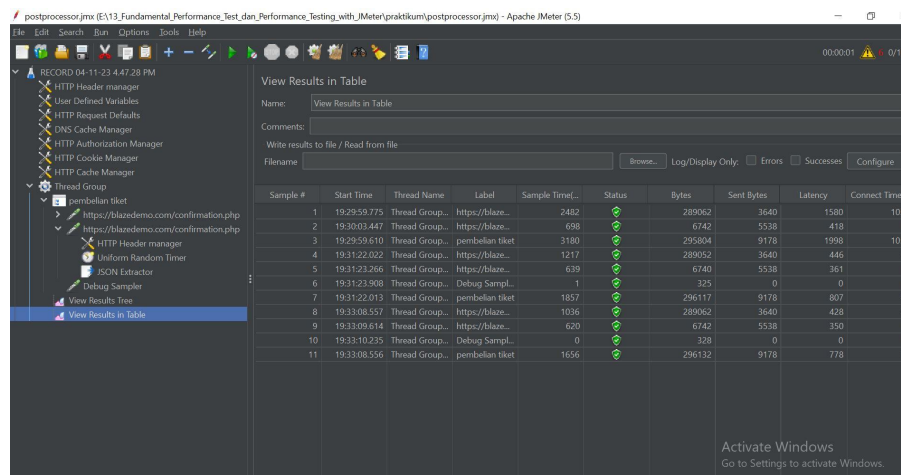 postprocessor.jmx (E:\13_Fundamental_Performance_Test_dan_Performance_Testing_with_JMeter\praktikum\postprocessor.jmx) - Apache JMeter (5.5)
File Edit Search Run Options Tools Help
00:00:01 0/1
RECORD 04-11-23 4.47.28 PM
HTTP Header manager
User Defined Variables
HTTP Request Defaults
DNS Cache Manager
HTTP Authorization Manager
HTTP Cookie Manager
HTTP Cache Manager
Thread Group
pembelian tiket
https://blazedemo.com/confirmation.php
https://blazedemo.com/confirmation.php
HTTP Header manager
Uniform Random Timer
JSON Extractor
Debug Sampler
View Results Tree
View Results in Table
View Results in Table
Name: View Results in Table
Comments:
Write results to file / Read from file
Filename Browse... Log/Display Only: Errors Successes Configure
Sample # Start Time Thread Name Label Sample Time(... Status Bytes Sent Bytes Latency Connect Time
1 19:29:59.775 Thread Group... https://blaze... 2482 289062 3640 1580 10
2 19:30:03.447 Thread Group... https://blaze... 698 6742 5538 418
3 19:29:59.610 Thread Group... pembelian tiket 3180 295804 9178 1998 10
4 19:31:22.022 Thread Group... https://blaze... 1217 289052 3640 446
5 19:31:23.266 Thread Group... https://blaze... 639 6740 5538 361
6 19:31:23.908 Thread Group... Debug Sampl... 1 325 0 0
7 19:31:22.013 Thread Group... pembelian tiket 1857 296117 9178 807
8 19:33:08.557 Thread Group... https://blaze... 1036 289062 3640 428
9 19:33:09.614 Thread Group... https://blaze... 620 6742 5538 350
10 19:33:10.235 Thread Group... Debug Sampl... 0 328 0 0
11 19:33:08.556 Thread Group... pembelian tiket 1656 296132 9178 778
Activate Windows
Go to Settings to activate Windows.